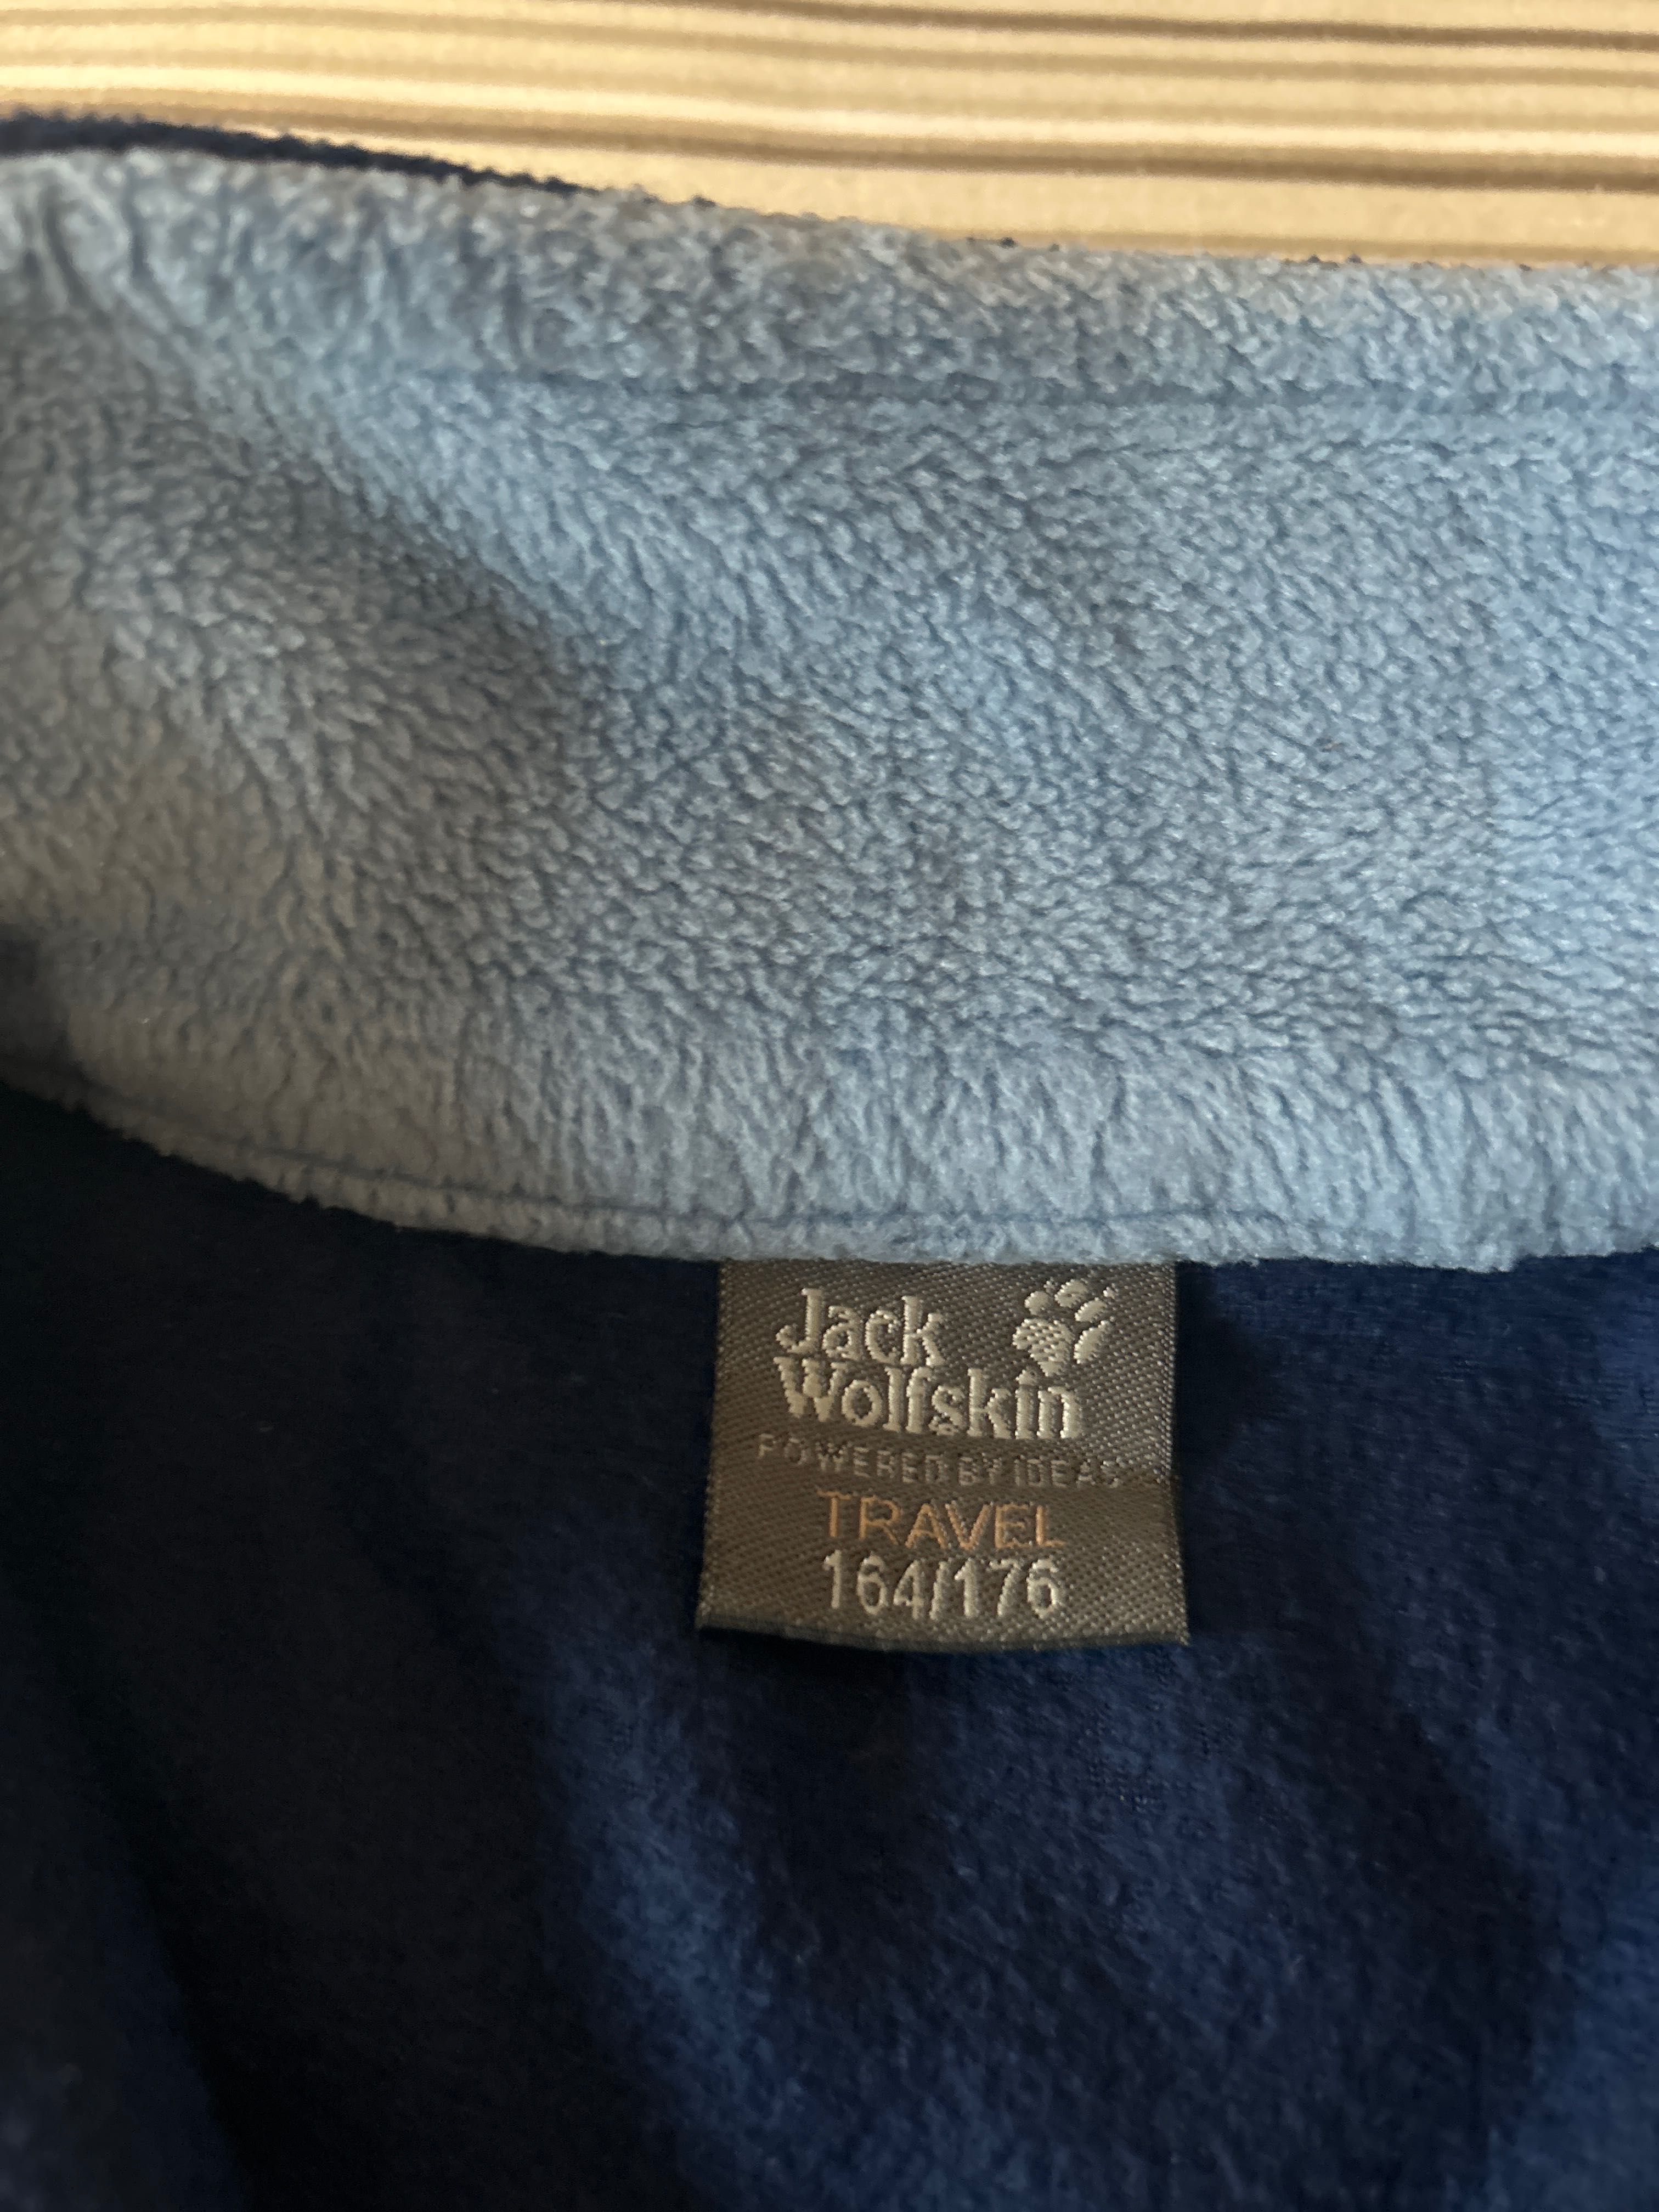 Jack
Wolfskin
POWERED BY IDEAS
TRAVEL
164/176